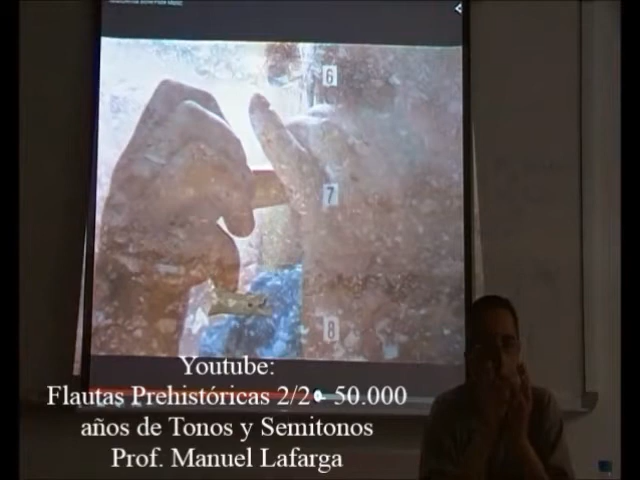 6
7
8
Youtube:
Flautas Prehistóricas 2/2 - 50.000
años de Tonos y Semitonos
Prof. Manuel Lafarga